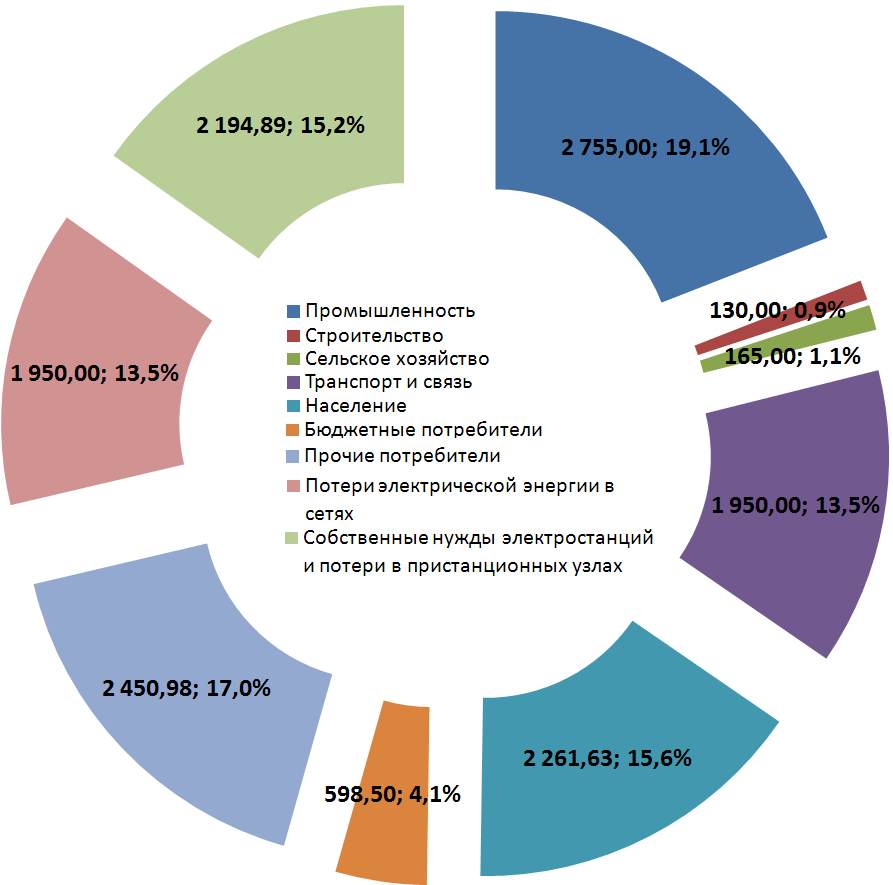 2 194,89; 15,2%
2 755,00; 19,1%
130,00; 0,9%
165,00; 1,1%
1 950,00; 13,5%
1 950,00; 13,5%
2 450,98; 17,0%
2 261,63; 15,6%
598,50; 4,1%
Промышленность
Строительство
Сельское хозяйство
Транспорт и связь
Население
Бюджетные потребители
Прочие потребители
Потери электрической энергии в
сетях
Собственные нужды электростанций
и потери в пристанционных узлах